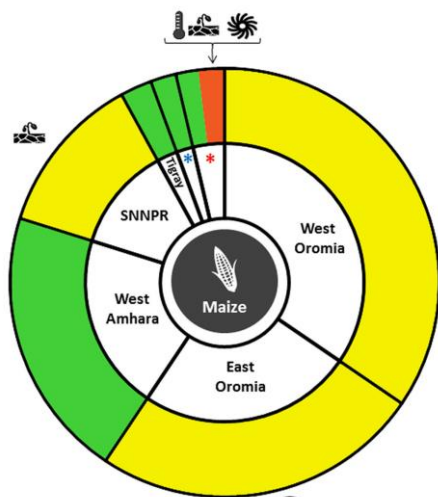 Tigray
*
*
SNNPR
West
Oromia
West
Amhara
Maize
East
Oromia